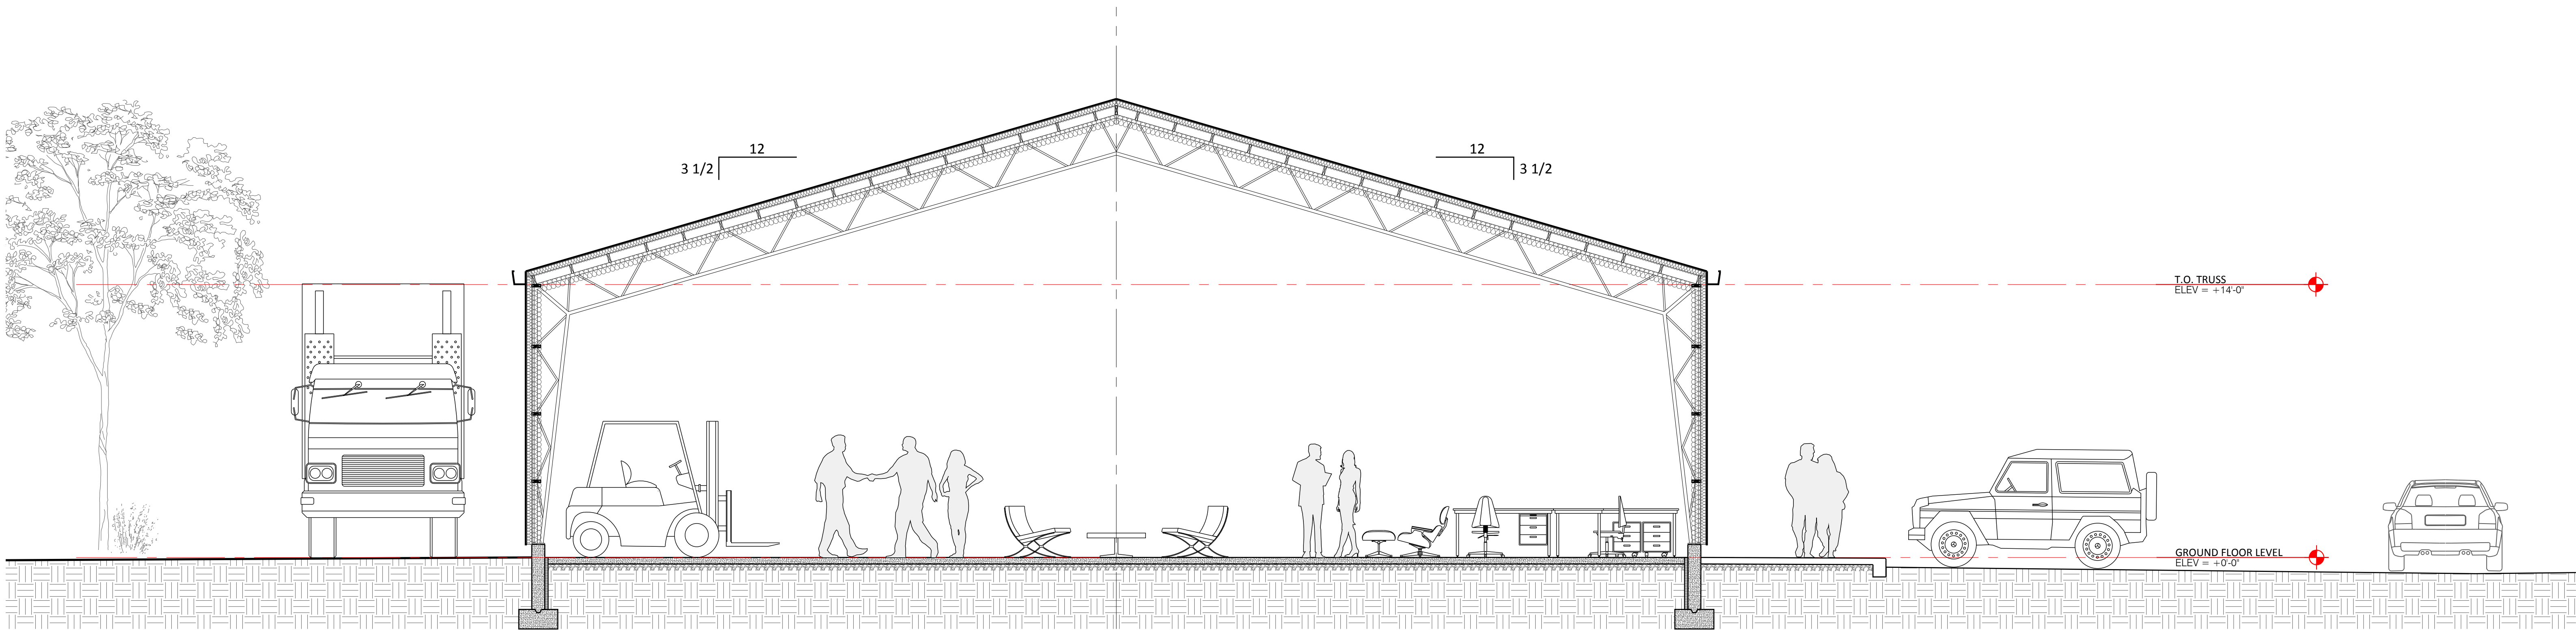 12
3 1/2
12
3 1/2
T.O. TRUSS
ELEV = +14'-0"
GROUND FLOOR LEVEL
ELEV = +0'-0"